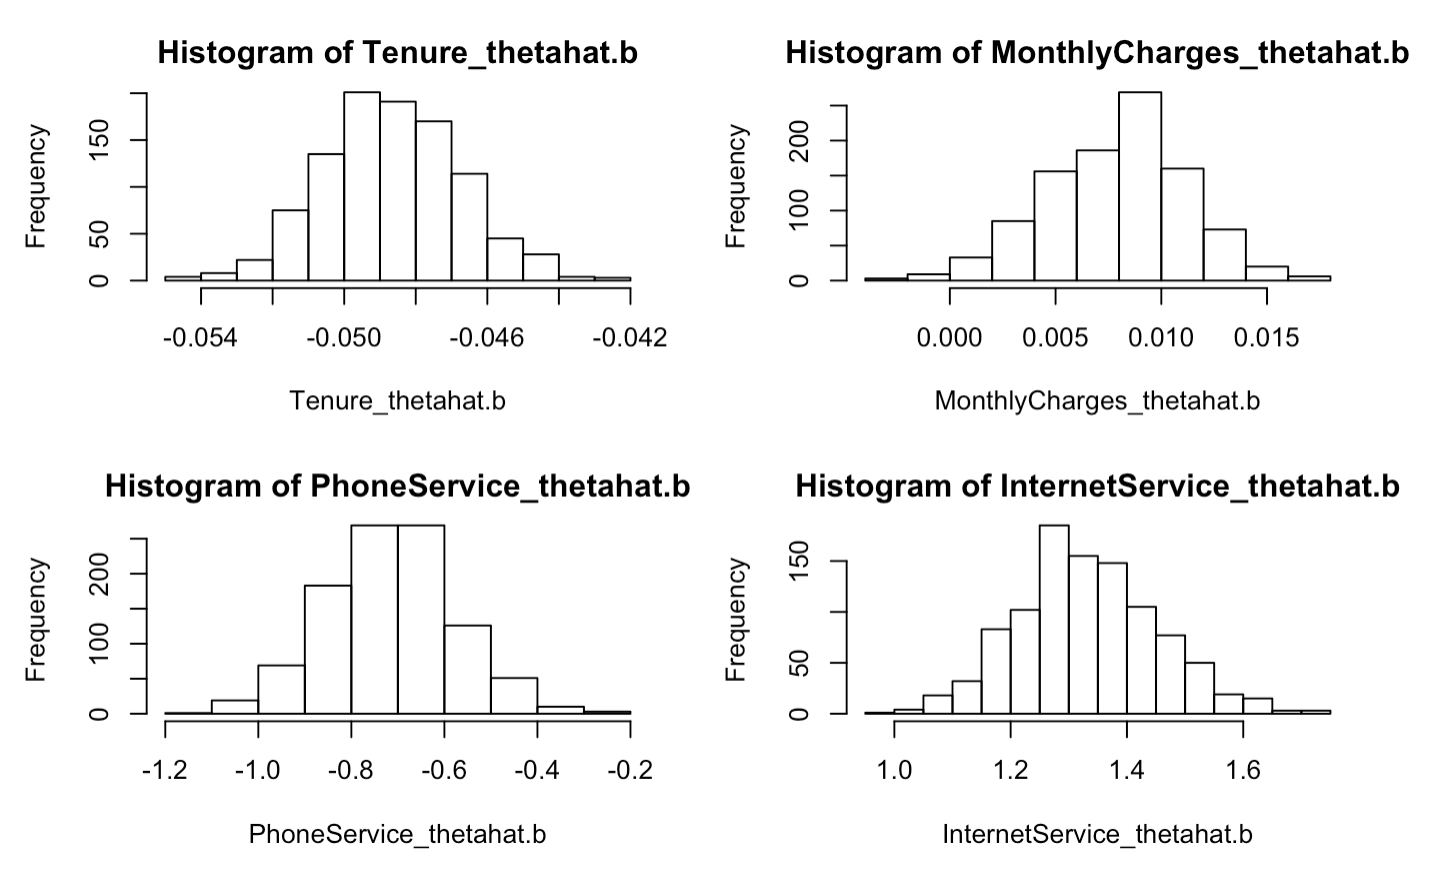 Histogram of Tenure_thetahat.b
Frequency
0
50
150
-0.054
-0.050
-0.046
-0.042
Tenure_thetahat.b
Histogram of MonthlyCharges_thetahat.b
Frequency
0
100
200
0.000
0.005
0.010
0.015
MonthlyCharges_thetahat.b
Histogram of PhoneService_thetahat.b
Frequency
0
100
200
-1.2
-1.0
-0.8
-0.6
-0.4
-0.2
PhoneService_thetahat.b
Histogram of InternetService_thetahat.b
Frequency
0
50
150
1.0
1.2
1.4
1.6
InternetService_thetahat.b